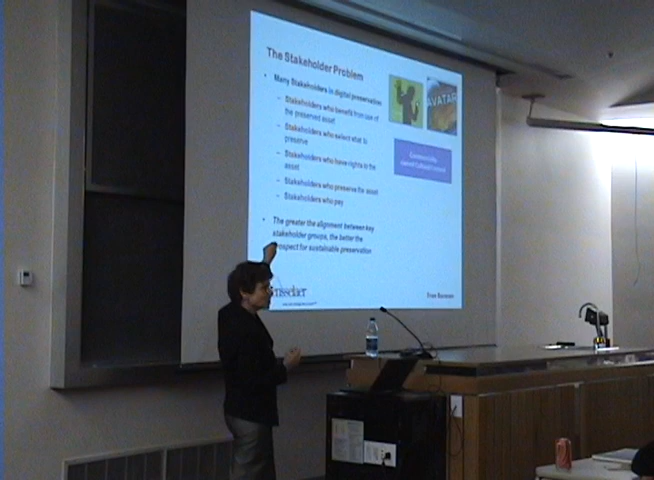 The Stakeholder Problem
• Many Stakeholders in digital preservation
– Stakeholders who benefit from use of
the preserved asset
– Stakeholders who select what to
preserve
– Stakeholders who have rights to the
asset
– Stakeholders who preserve the asset
– Stakeholders who pay
• The greater the alignment between key
stakeholder groups, the better the
prospect for sustainable preservation
AVATAR
nsselaer
Fran Berman